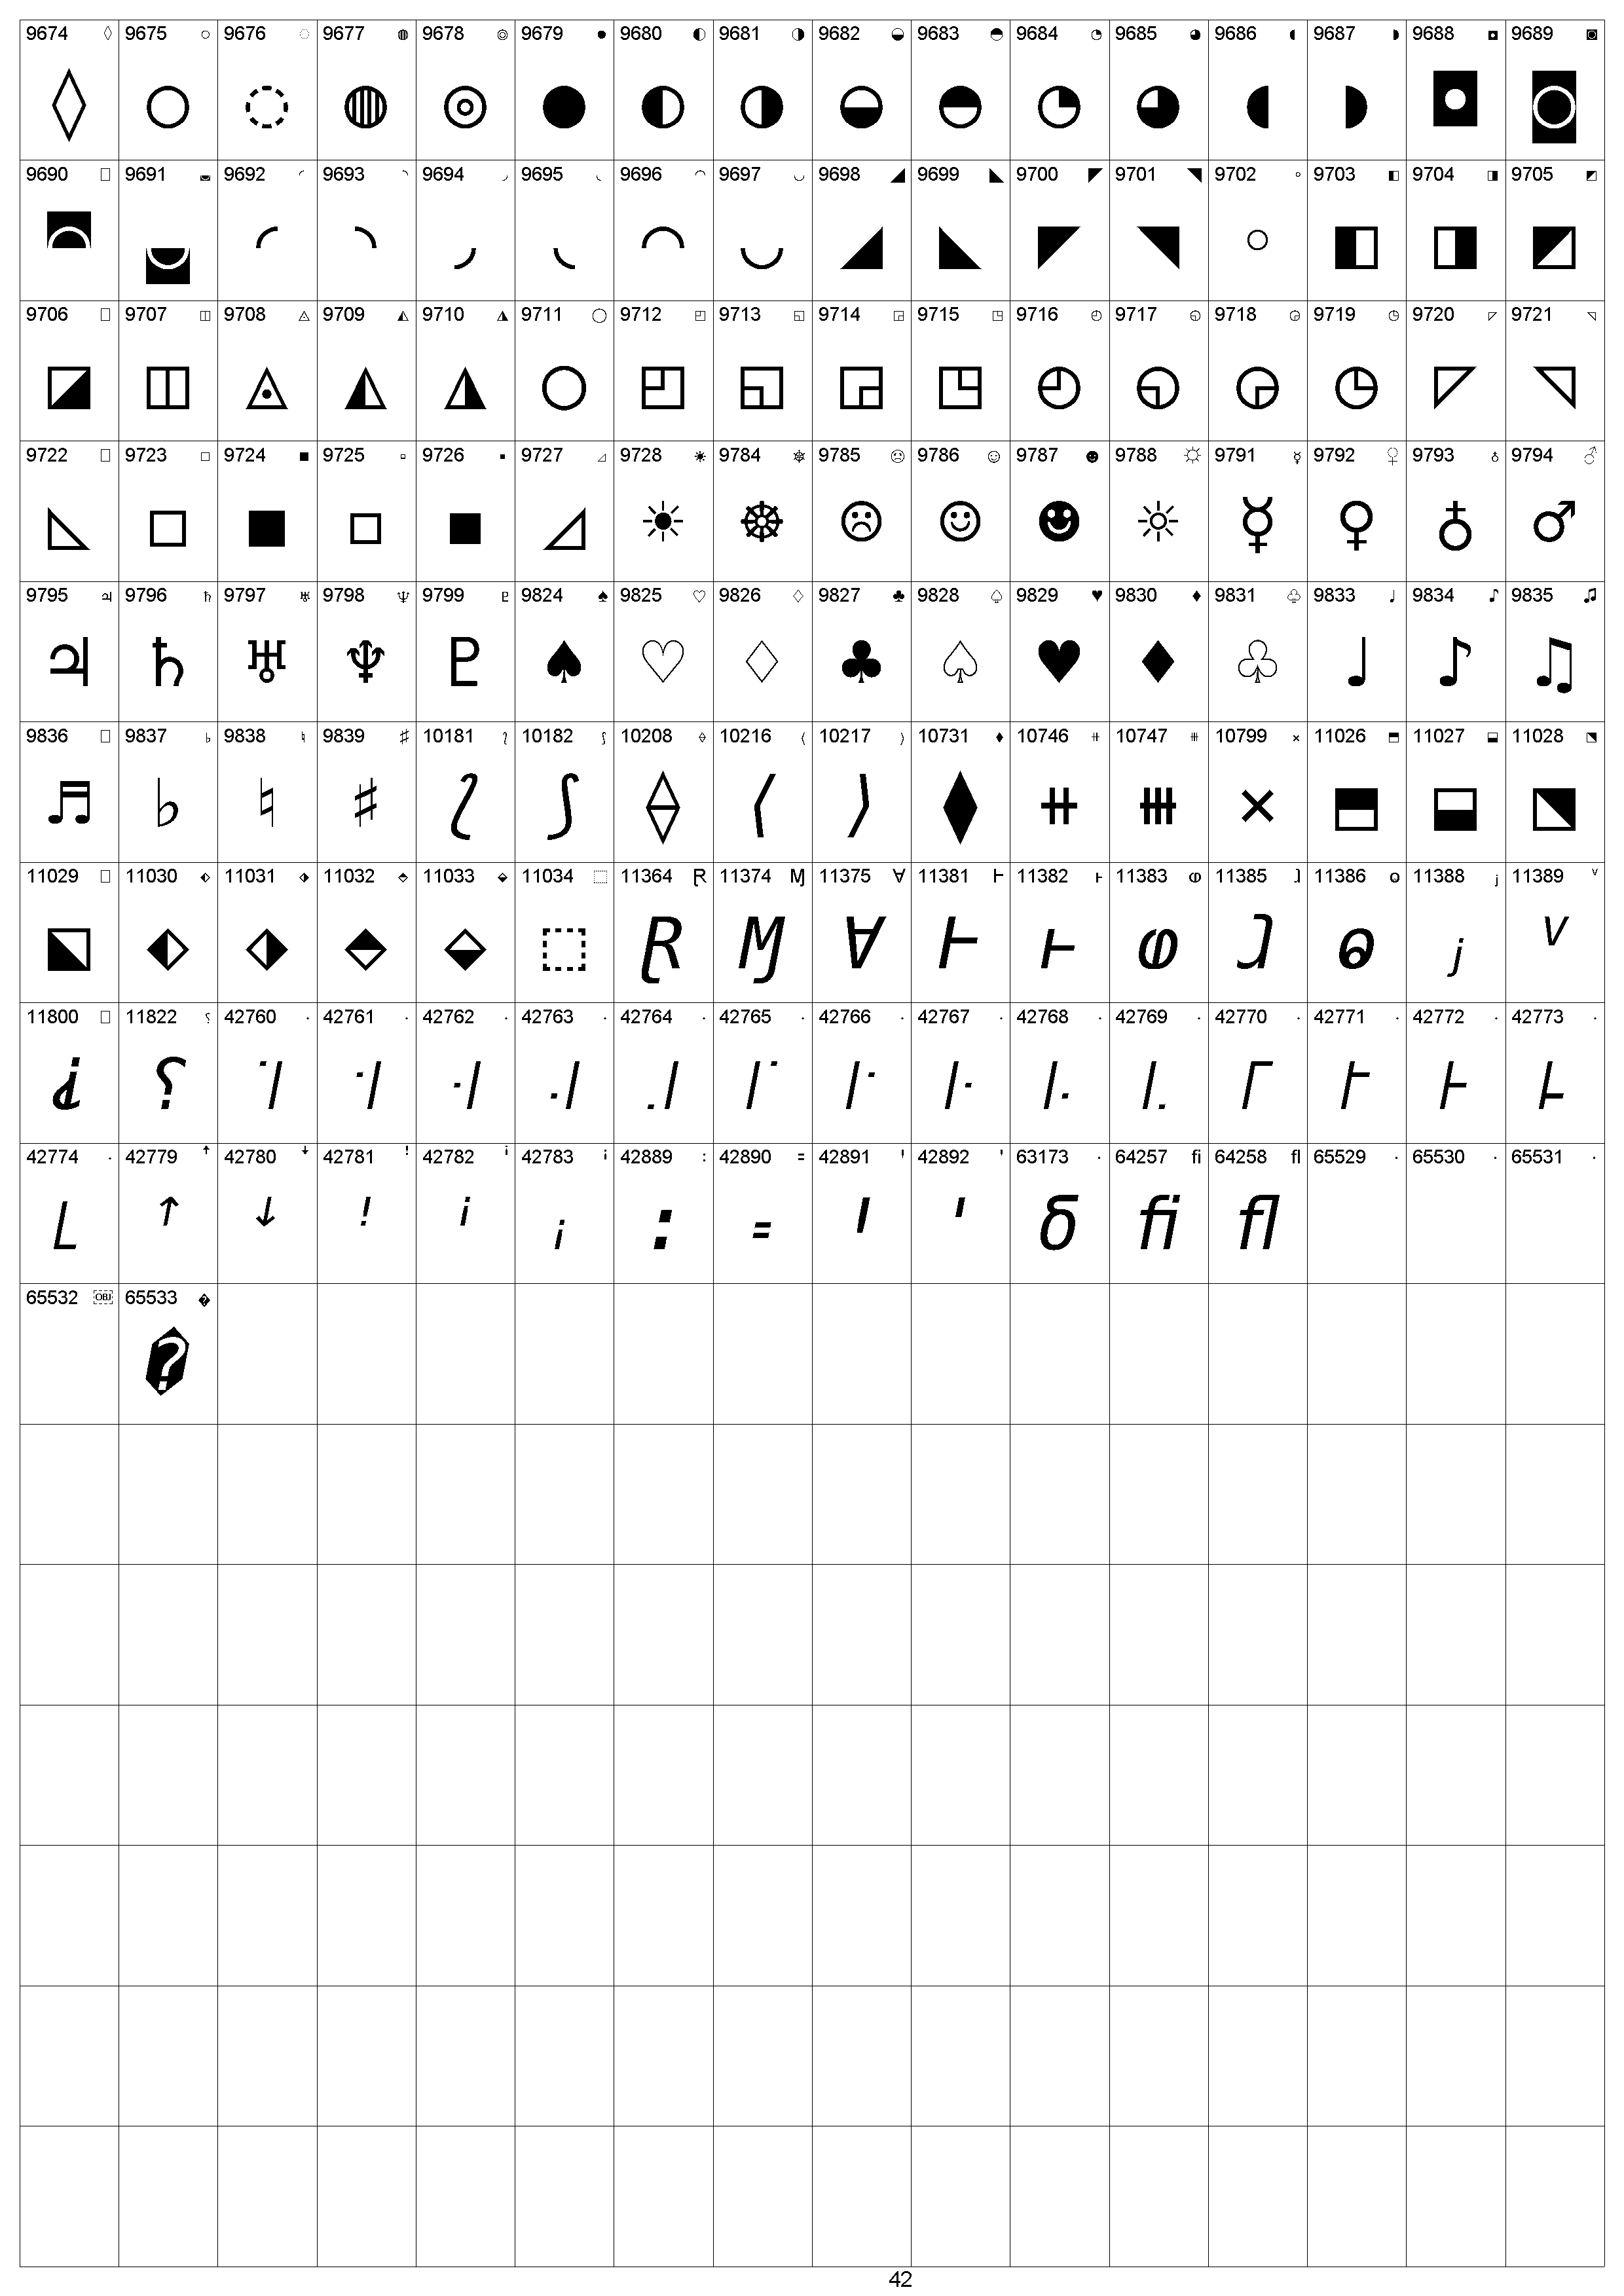 9674 ◊ 9675 ○ 9676 ◌ 9677 ◍ 9678 ◎ 9679 ● 9680 ◐ 9681 ◑ 9682 ◒ 9683 ◓ 9684 ◔ 9685 ◕ 9686 ◖ 9687 ◗ 9688 ◘ 9689 ◙
◊ ○ ◌ ◍ ◎ ● ◐ ◑ ◒ ◓ ◔ ◕ ◖ ◗ ◘ ◙
9690 9691 ◛ 9692 ◜ 9693 ◝ 9694 ◞ 9695 ◟ 9696 ◠ 9697 ◡ 9698 ◢ 9699 ◣ 9700 ◤ 9701 ◥ 9702 ◦ 9703 ◧ 9704 ◨ 9705 ◩
◚ ◛ ◜ ◝ ◞ ◟ ◠ ◡ ◢ ◣ ◤ ◥ ◦ ◧ ◨ ◩
9706 9707 ◫ 9708 ◬ 9709 ◭ 9710 ◮ 9711 ◯ 9712 ◰ 9713 ◱ 9714 ◲ 9715 ◳ 9716 ◴ 9717 ◵ 9718 ◶ 9719 ◷ 9720 ◸ 9721 ◹
◪ ◫ ◬ ◭ ◮ ◯ ◰ ◱ ◲ ◳ ◴ ◵ ◶ ◷ ◸ ◹
9722 9723 ◻ 9724 ◼ 9725 ◽ 9726 ◾ 9727 ◿ 9728 ☀ 9784 ☸ 9785 ☹ 9786 ☺ 9787 ☻ 9788 ☼ 9791 ☿ 9792 ♀ 9793 ♁ 9794 ♂
◺ ◻ ◼ ◽ ◾ ◿ ☀ ☸ ☹ ☺ ☻ ☼ ☿ ♀ ♁ ♂
9795 ♃ 9796 ♄ 9797 ♅ 9798 ♆ 9799 ♇ 9824 ♠ 9825 ♡ 9826 ♢ 9827 ♣ 9828 ♤ 9829 ♥ 9830 ♦ 9831 ♧ 9833 ♩ 9834 ♪ 9835 ♫
♃ ♄ ♅ ♆ ♇ ♠ ♡ ♢ ♣ ♤ ♥ ♦ ♧ ♩ ♪ ♫
9836 9837 ♭ 9838 ♮ 9839 ♯ 10181 ⟅ 10182 ⟆ 10208 ⟠ 10216 ⟨ 10217 ⟩ 10731 ⧫ 10746 ⧺ 10747 ⧻ 10799 ⨯ 11026 ⬒ 11027 ⬓ 11028 ⬔
♬ ♭ ♮ ♯ ⟅ ⟆ ⟠ ⟨ ⟩ ⧫ ⧺ ⧻ ⨯ ⬒ ⬓ ⬔
11029 11030 ⬖ 11031 ⬗ 11032 ⬘ 11033 ⬙ 11034 ⬚ 11364 Ɽ 11374 Ɱ 11375 Ɐ 11381 Ⱶ 11382 ⱶ 11383 ⱷ 11385 ⱹ 11386 ⱺ 11388 ⱼ 11389 ⱽ
⬕ ⬖ ⬗ ⬘ ⬙ ⬚ Ɽ Ɱ Ɐ Ⱶ ⱶ ⱷ ⱹ ⱺ ⱼ ⱽ
11800 11822 ⸮ 42760 · 42761 · 42762 · 42763 · 42764 · 42765 · 42766 · 42767 · 42768 · 42769 · 42770 · 42771 · 42772 · 42773 ·
⸘ ⸮ ꜈ ꜉ ꜊ ꜋ ꜌ ꜍ ꜎ ꜏ ꜐ ꜑ ꜒ ꜓ ꜔ ꜕
42774 · 42779 ꜛ 42780 ꜜ 42781 ꜝ 42782 ꜞ 42783 ꜟ 42889 ꞉ 42890 ꞊ 42891 Ꞌ 42892 ꞌ 63173 · 64257 ﬁ 64258 ﬂ 65529 · 65530 · 65531 ·
꜖ ꜛ ꜜ ꜝ ꜞ ꜟ ꞉ ꞊ Ꞌ ꞌ δ ﬁ ﬂ
65532 OBJ 65533 �
�
42